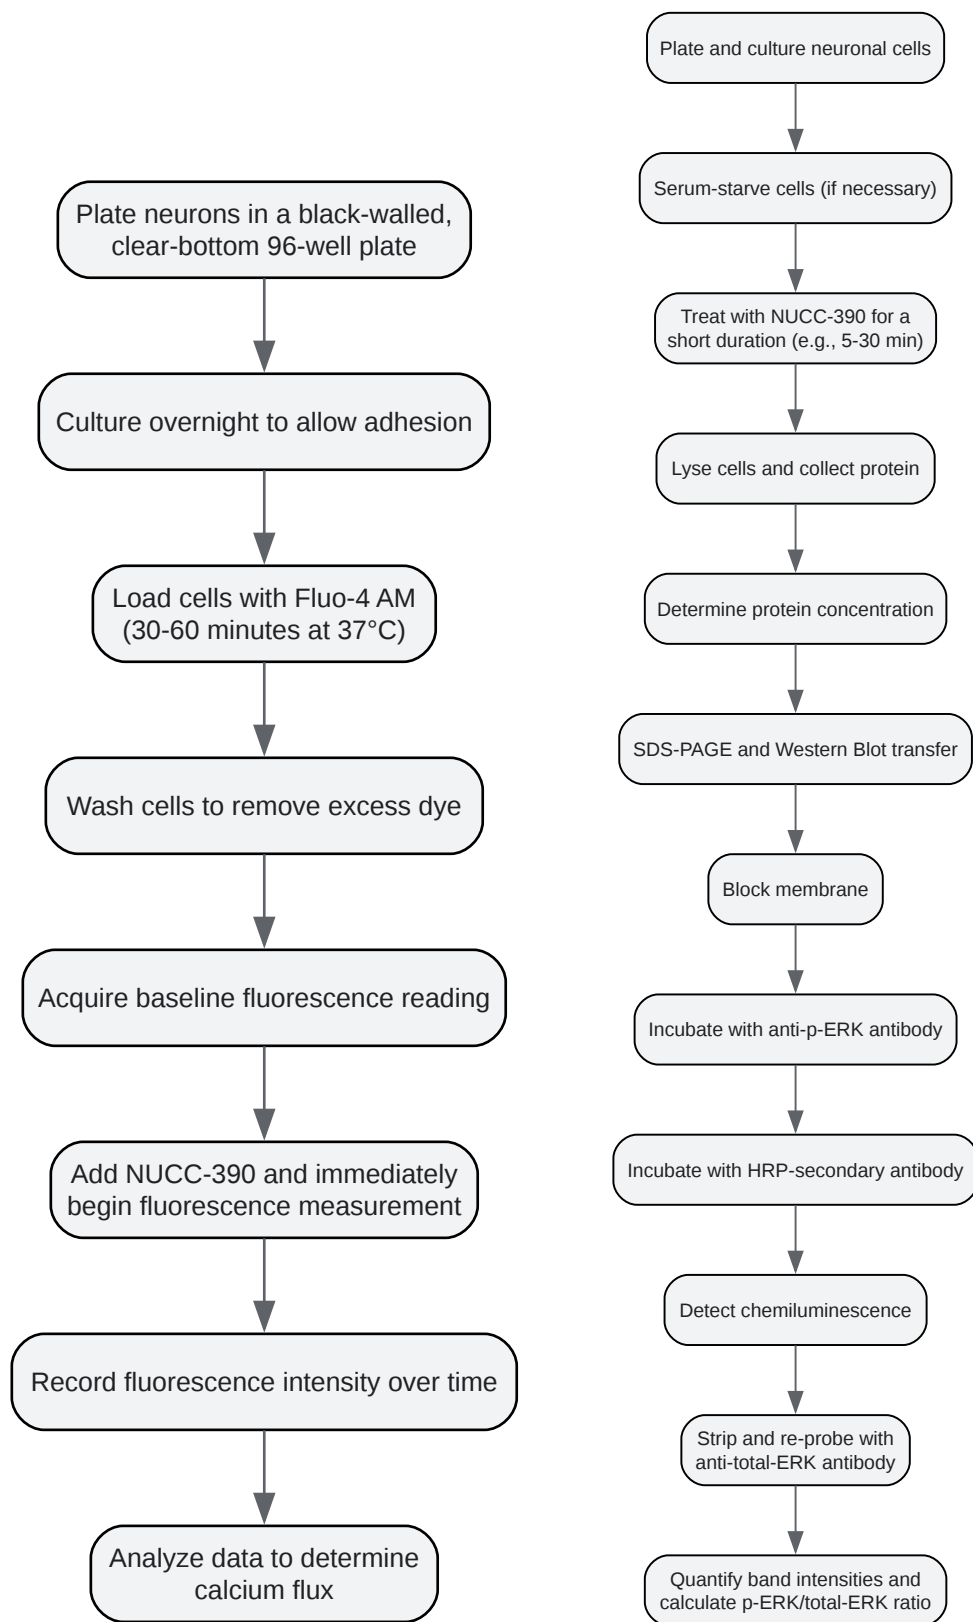 Plate neurons in a black-walled,
clear-bottom 96-well plate
Culture overnight to allow adhesion
Load cells with Fluo-4 AM
(30-60 minutes at 37°C)
Wash cells to remove excess dye
Acquire baseline fluorescence reading
Add NUCC-390 and immediately
begin fluorescence measurement
Record fluorescence intensity over time
Analyze data to determine
calcium flux
Plate and culture neuronal cells
Serum-starve cells (if necessary)
Treat with NUCC-390 for a
short duration (e.g., 5-30 min)
Lyse cells and collect protein
Determine protein concentration
SDS-PAGE and Western Blot transfer
Block membrane
Incubate with anti-p-ERK antibody
Incubate with HRP-secondary antibody
Detect chemiluminescence
Strip and re-probe with
anti-total-ERK antibody
Quantify band intensities and
calculate p-ERK/total-ERK ratio